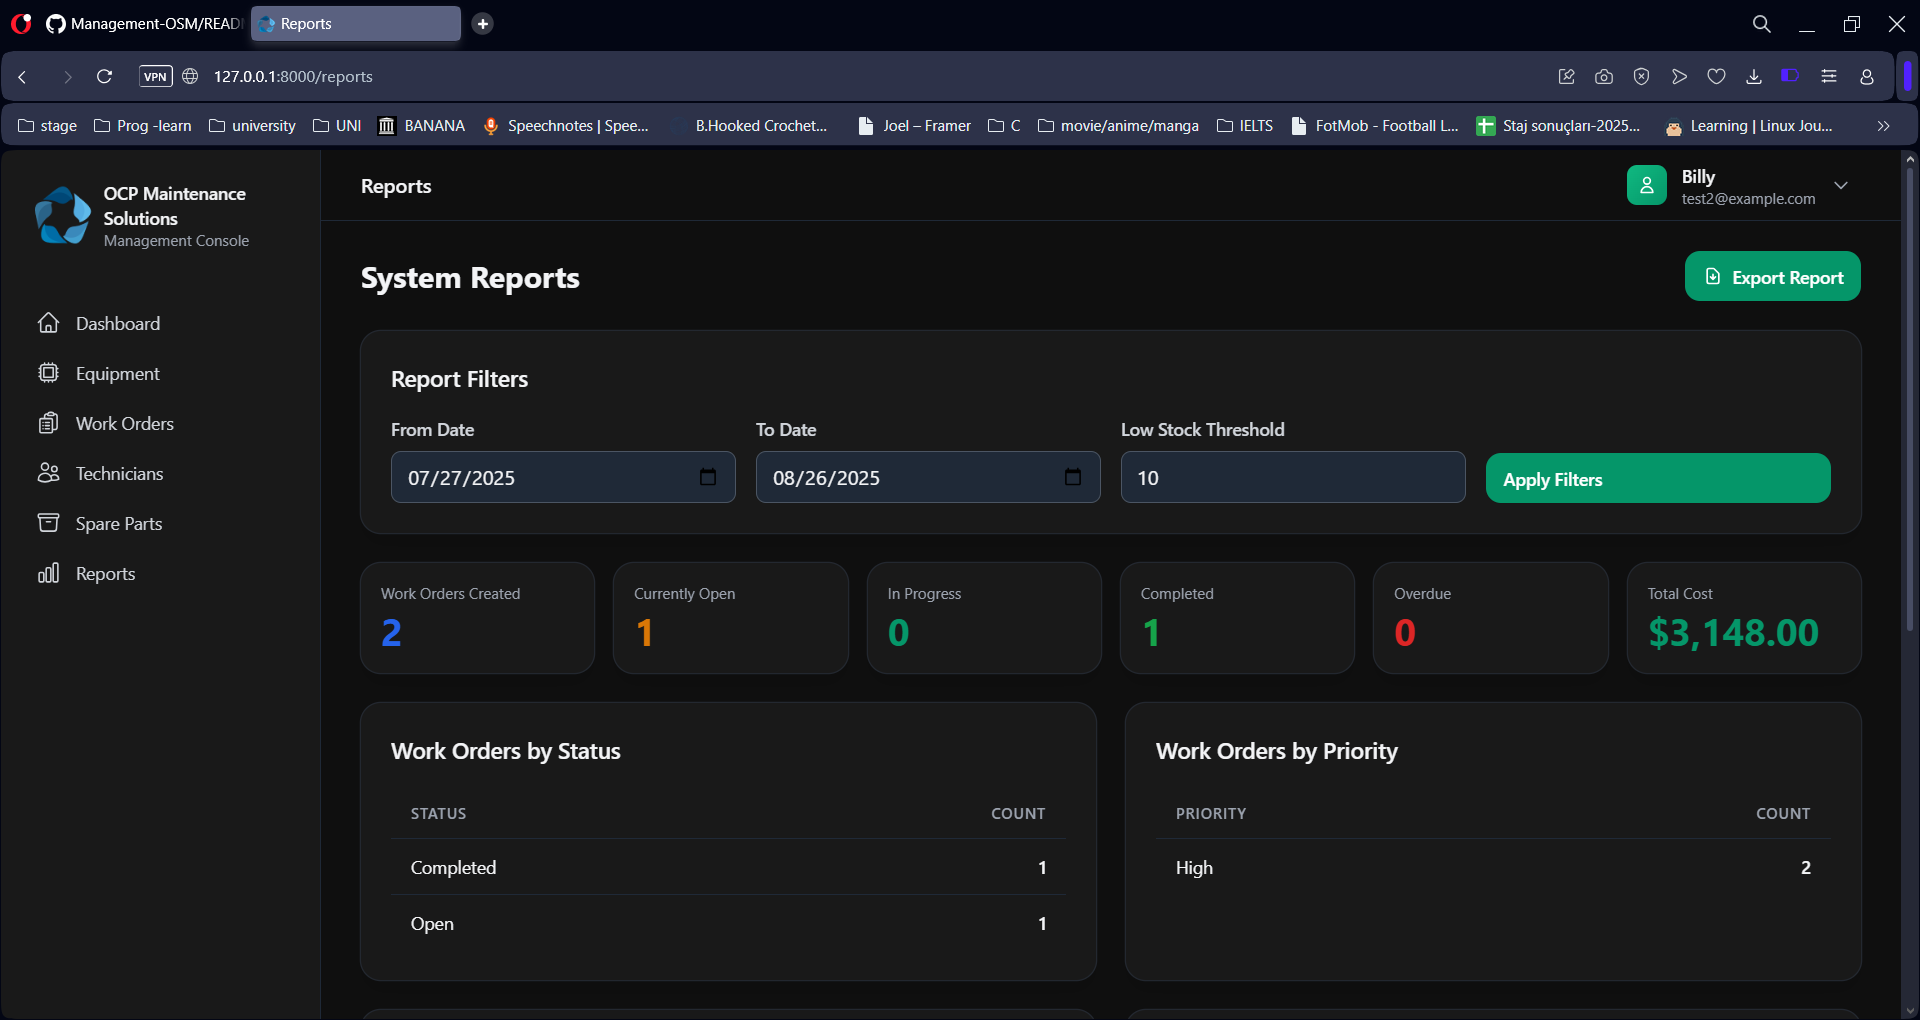 Management-OSM/READ
Reports
VPN
127.0.0.1:8000/reports
stage
Prog -learn
university
UNI
BANANA
Speechnotes | Spee...
B.Hooked Crochet...
Joel – Framer
C
movie/anime/manga
IELTS
FotMob - Football L...
Staj sonuçları-2025...
Learning | Linux Jou...
OCP Maintenance
Solutions
Management Console
Reports
Billy
test2@example.com
Dashboard
Equipment
Work Orders
Technicians
Spare Parts
Reports
System Reports
Export Report
Report Filters
From Date
To Date
Low Stock Threshold
07/27/2025
08/26/2025
10
Apply Filters
Work Orders Created
2
Currently Open
1
In Progress
0
Completed
1
Overdue
0
Total Cost
$3,148.00
Work Orders by Status
STATUS COUNT
Completed 1
Open 1
Work Orders by Priority
PRIORITY COUNT
High 2